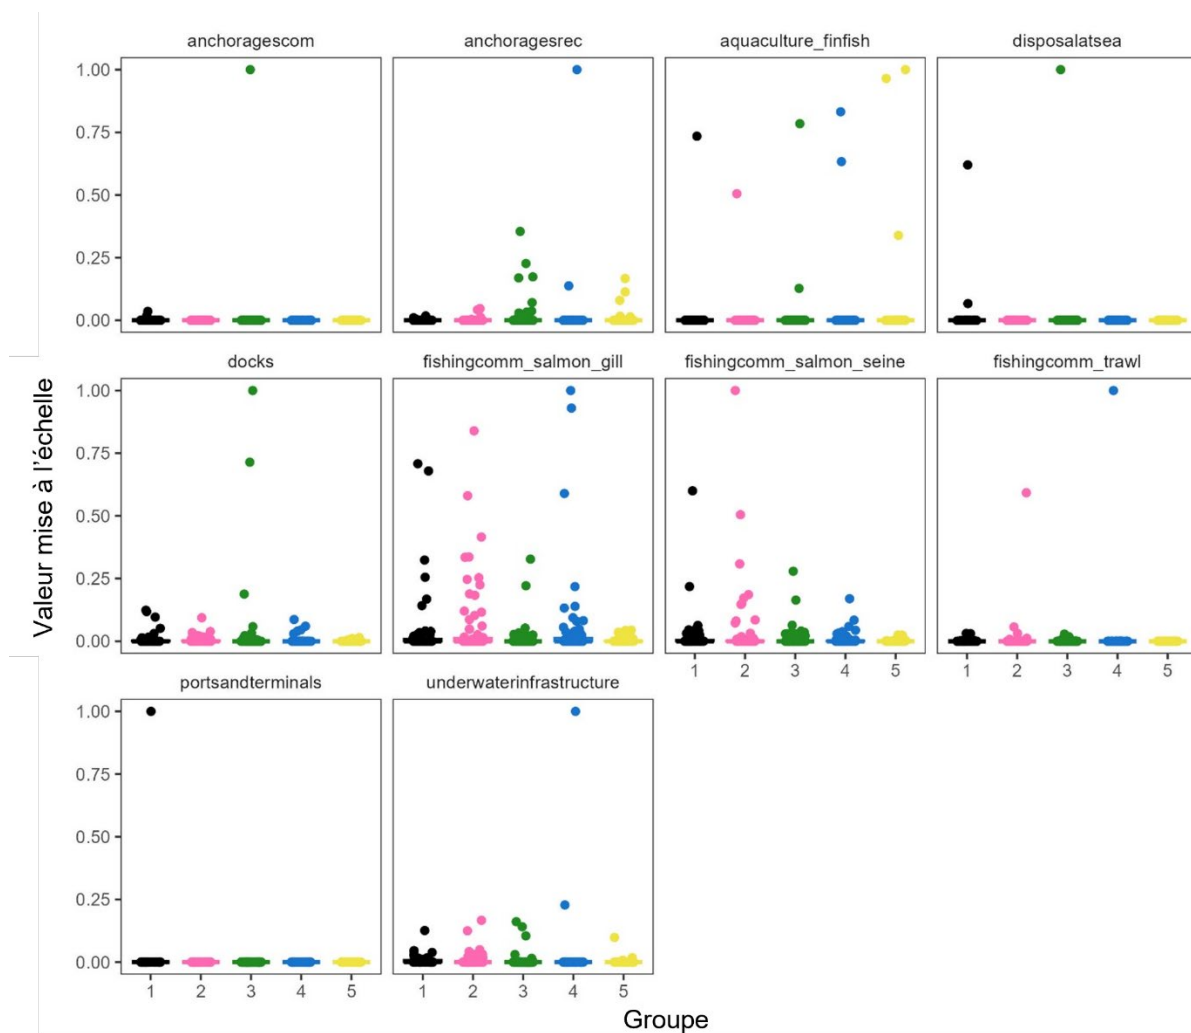 anchoragescom anchoragesrec aquaculture_finfish disposalatsea
1.00
0.75
0.50
0.25
0.00
docks fishingcomm_salmon_gill fishingcomm_salmon_seine fishingcomm_trawl
Valeur mise à l'échelle
1.00
0.75
0.50
0.25
0.00
1 2 3 4 5 1 2 3 4 5
portsandterminals underwaterinfrastructure
1.00
0.75
0.50
0.25
0.00
1 2 3 4 5 1 2 3 4 5
Groupe